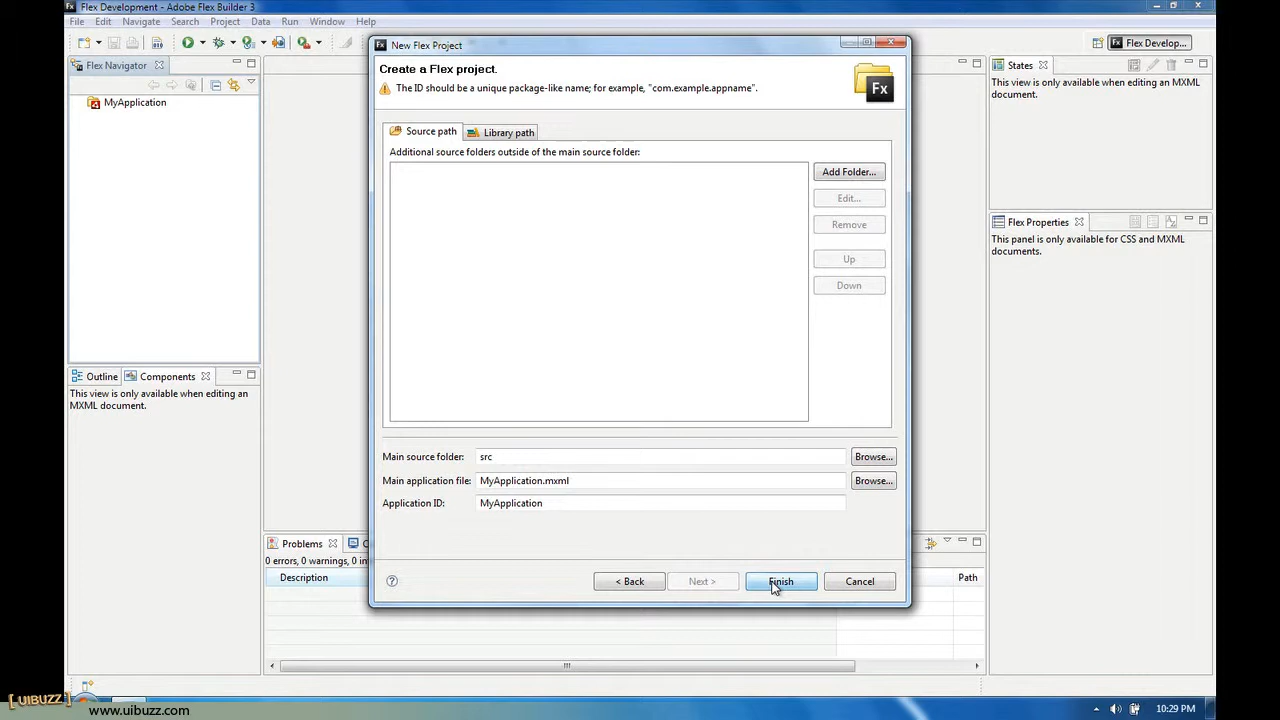 Flex Development - Adobe Flex Builder 3
File Edit Navigate Search Project Data Run Window Help
Flex Develop...
Flex Navigator
MyApplication
New Flex Project
Create a Flex project.
The ID should be a unique package-like name; for example, "com.example.appname".
Fx
Source path
Library path
Additional source folders outside of the main source folder:
Add Folder...
Edit...
Remove
Up
Down
Main source folder: src Browse...
Main application file: MyApplication.mxml Browse...
Application ID: MyApplication
< Back
Next >
Finish
Cancel
States
This view is only available when editing an MXML
document.
Flex Properties
This panel is only available for CSS and MXML
documents.
Outline
Components
This view is only available when editing an
MXML document.
Problems
0 errors, 0 warnings, 0 in
Description
Path
[UIBUZZ]
www.uibuzz.com
10:29 PM